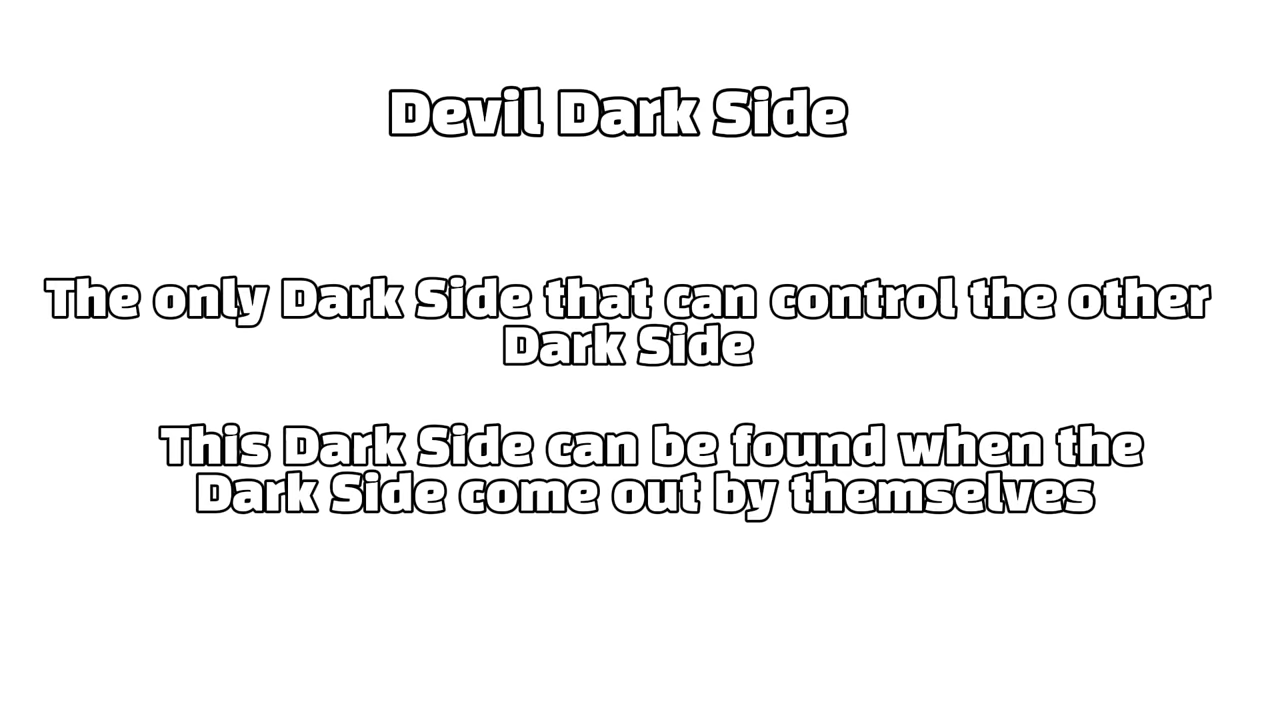 Devil Dark Side
The only Dark Side that can control the other
Dark Side
This Dark Side can be found when the
Dark Side come out by themselves